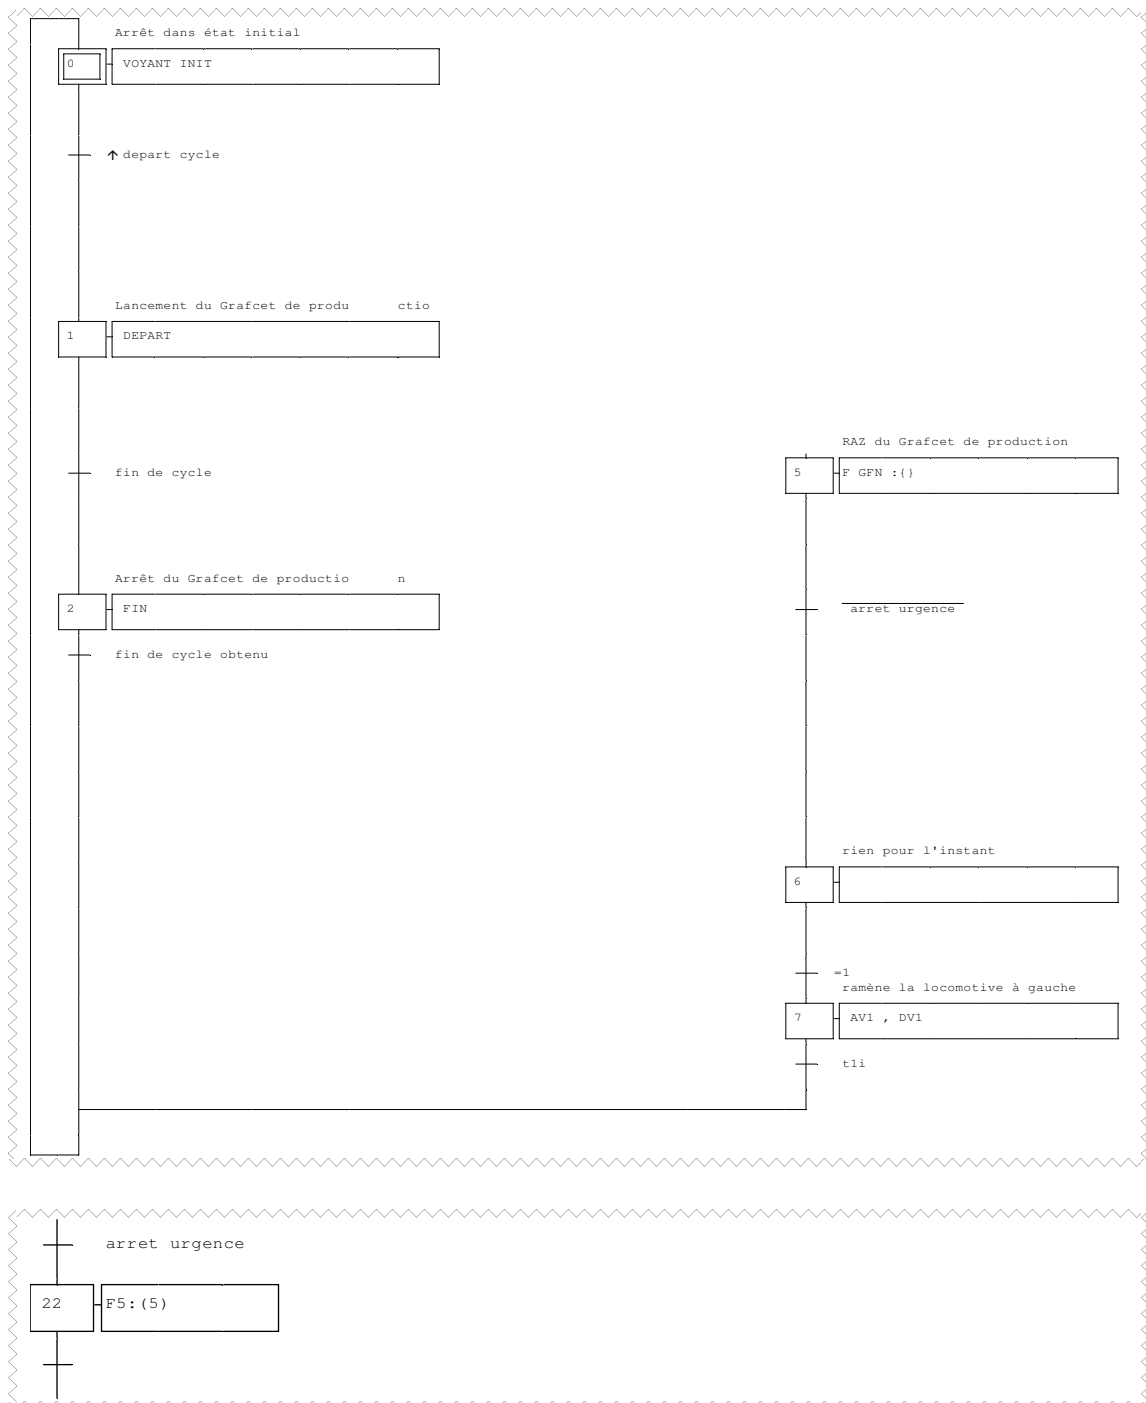 Arrêt dans état initial
0
VOYANT INIT
↑ depart cycle
Lancement du Grafcet de produ ctio
1
DEPART
fin de cycle
RAZ du Grafcet de production
5
F GFN :{}
Arrêt du Grafcet de productio n
2
FIN
arret urgence
fin de cycle obtenu
rien pour l'instant
6
=1
ramène la locomotive à gauche
7
AV1 , DV1
t1i
arret urgence
22
F5:(5)